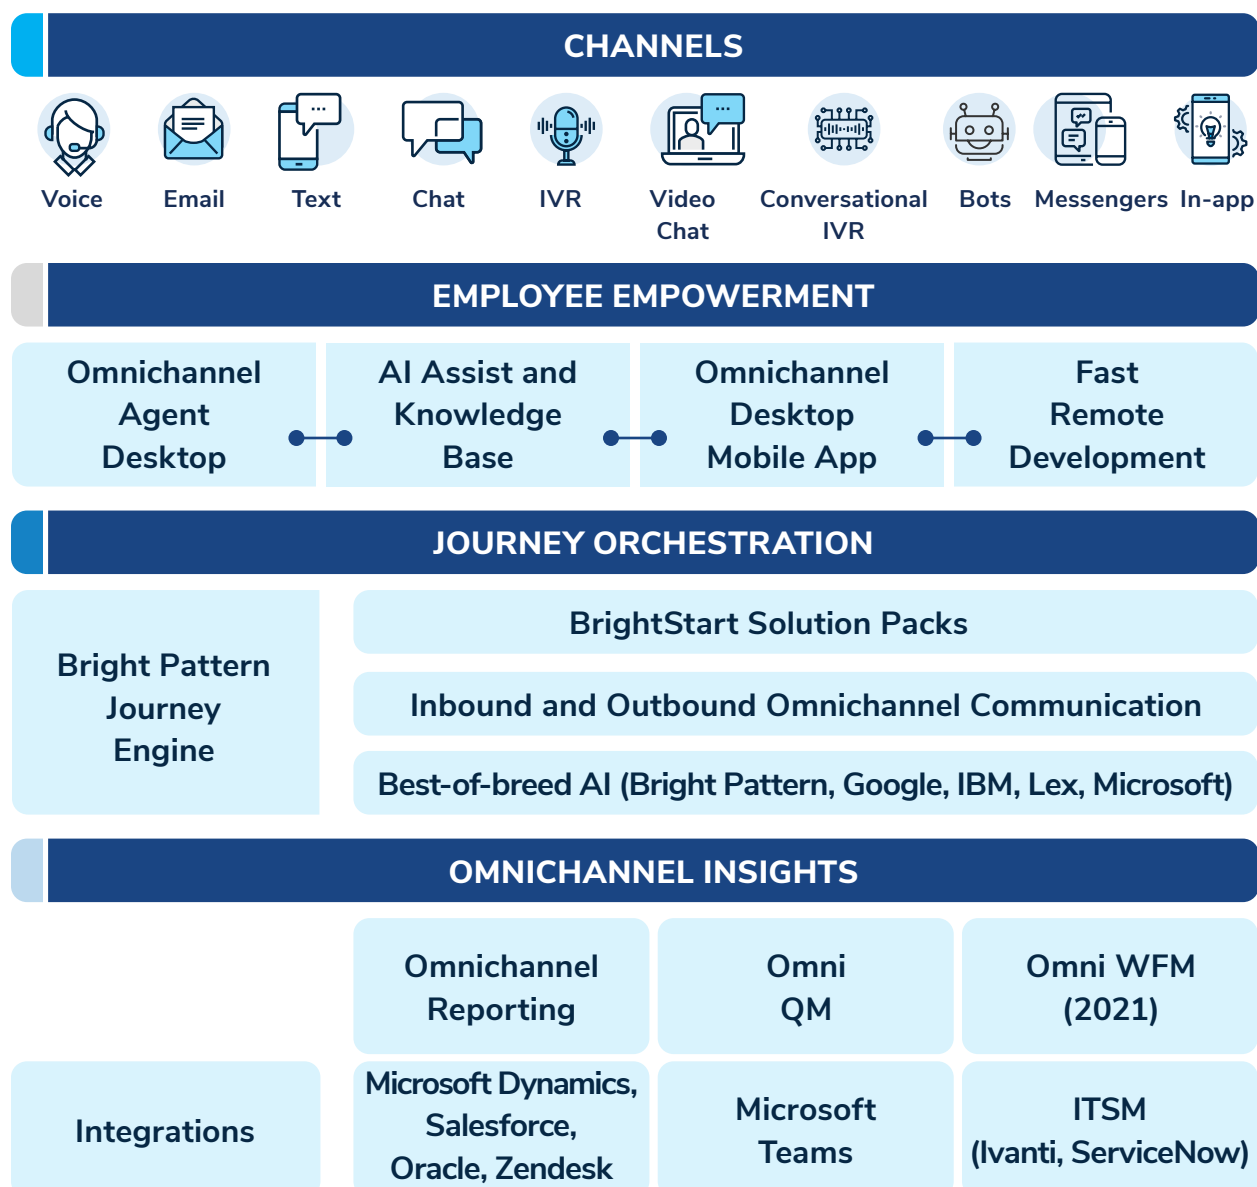 CHANNELS
Voice
Email
Text
Chat
IVR
Video
Chat
Conversational
IVR
Bots
Messengers
In-app
EMPLOYEE EMPOWERMENT
Omnichannel
Agent
Desktop
AI Assist and
Knowledge
Base
Omnichannel
Desktop
Mobile App
Fast
Remote
Development
JOURNEY ORCHESTRATION
Bright Pattern
Journey
Engine
BrightStart Solution Packs
Inbound and Outbound Omnichannel Communication
Best-of-breed AI (Bright Pattern, Google, IBM, Lex, Microsoft)
OMNICHANNEL INSIGHTS
Omnichannel
Reporting
Omni
QM
Omni WFM
(2021)
Integrations
Microsoft Dynamics,
Salesforce,
Oracle, Zendesk
Microsoft
Teams
ITSM
(Ivanti, ServiceNow)